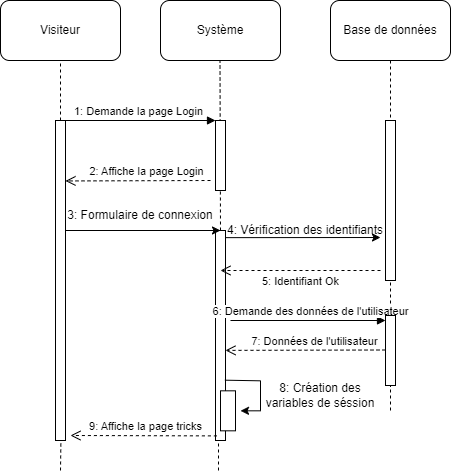 Visiteur
Système
Base de données
1: Demande la page Login
2: Affiche la page Login
3: Formulaire de connexion
4: Vérification des identifiants
5: Identifiant Ok
6: Demande des données de l'utilisateur
7: Données de l'utilisateur
8: Création des
variables de séssion
9: Affiche la page tricks